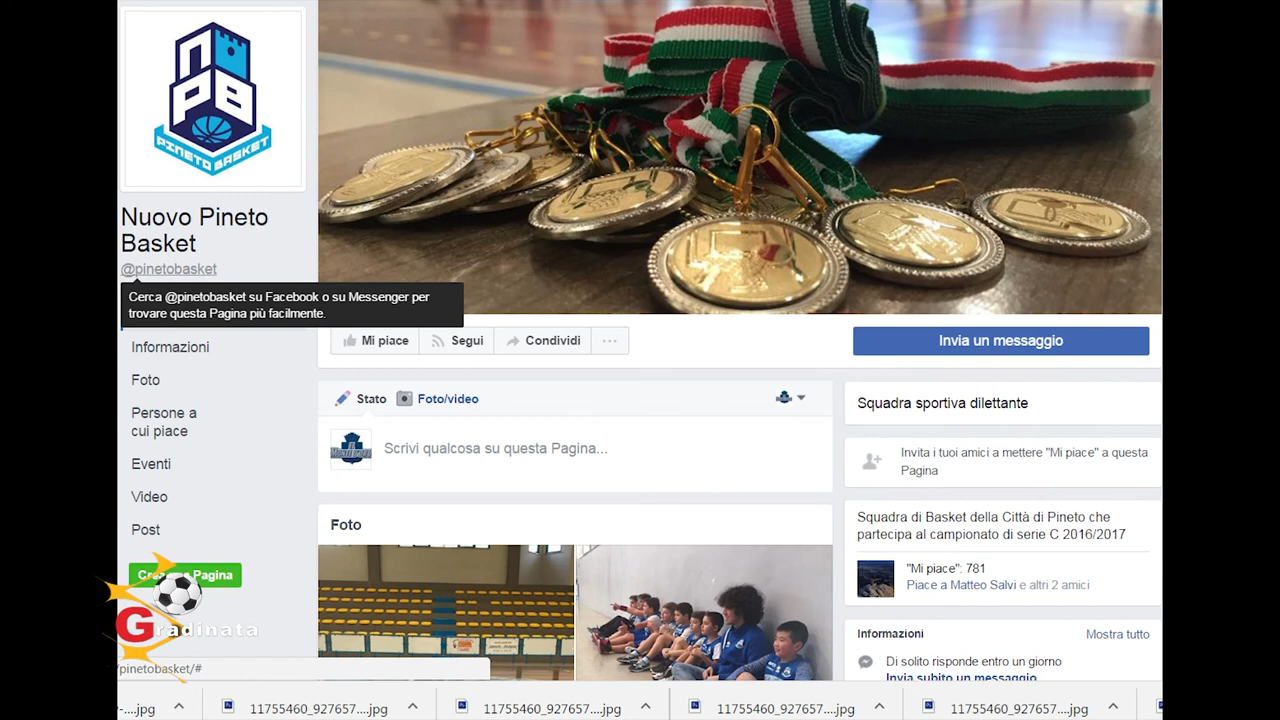 NPB
PINETO BASKET
Nuovo Pineto
Basket
@pinetobasket
Cerca @pinetobasket su Facebook o su Messenger per
trovare questa Pagina più facilmente.
Informazioni
Foto
Persone a
cui piace
Eventi
Video
Post
Pagina
Gradinata
/pinetobasket/#
Mi piace
Segui
Condividi
...
Invia un messaggio
Stato
Foto/video
Scrivi qualcosa su questa Pagina...
Foto
Squadra sportiva dilettante
Invita i tuoi amici a mettere "Mi piace" a questa
Pagina
Squadra di Basket della Città di Pineto che
partecipa al campionato di serie C 2016/2017
"Mi piace": 781
Piace a Matteo Salvi e altri 2 amici
Informazioni
Mostra tutto
Di solito risponde entro un giorno
Invia subito un messaggio
-....jpg
11755460_927657....jpg
11755460_927657....jpg
11755460_927657....jpg
11755460_927657....jpg